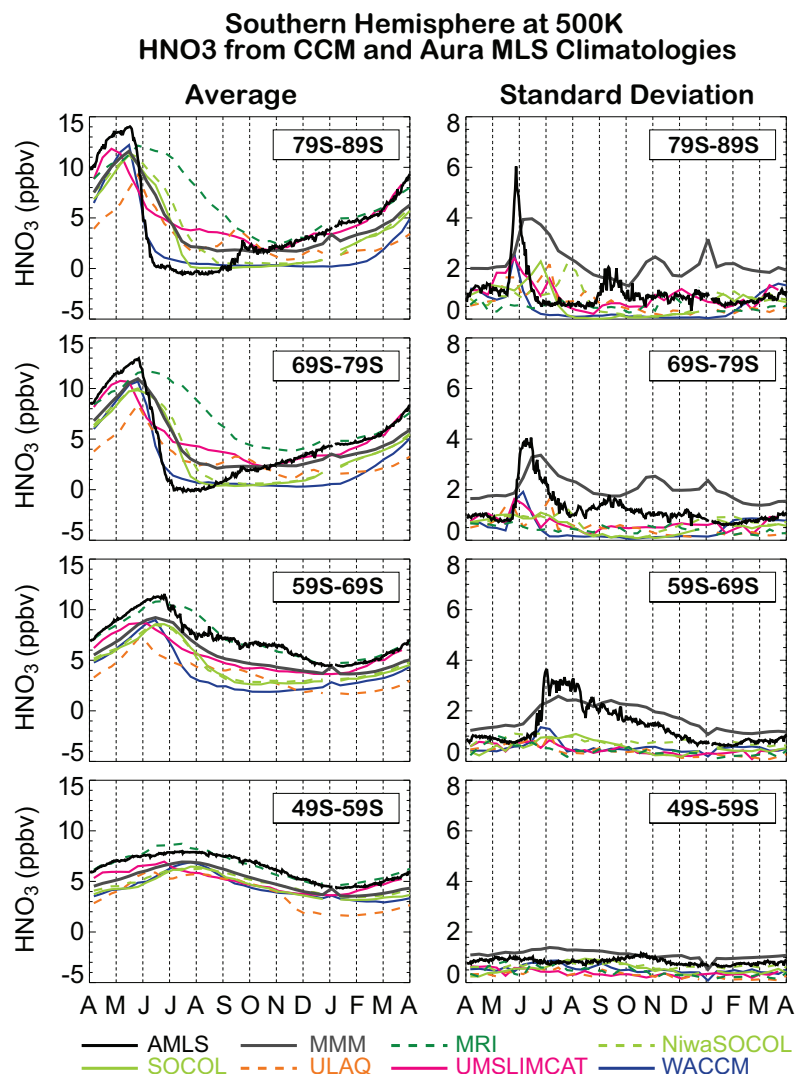 Southern Hemisphere at 500K
HNO3 from CCM and Aura MLS Climatologies
Average
Standard Deviation
HNO3 (ppbv)
15
10
5
0
-5
79S-89S
8
6
4
2
0
79S-89S
HNO3 (ppbv)
15
10
5
0
-5
69S-79S
8
6
4
2
0
69S-79S
HNO3 (ppbv)
15
10
5
0
-5
59S-69S
8
6
4
2
0
59S-69S
HNO3 (ppbv)
15
10
5
0
-5
49S-59S
8
6
4
2
0
49S-59S
A M J J A S O N D J F M A
A M J J A S O N D J F M A
AMLS MMM MRI NiwaSOCOL
SOCOL ULAQ UMSLIMCAT WACCM